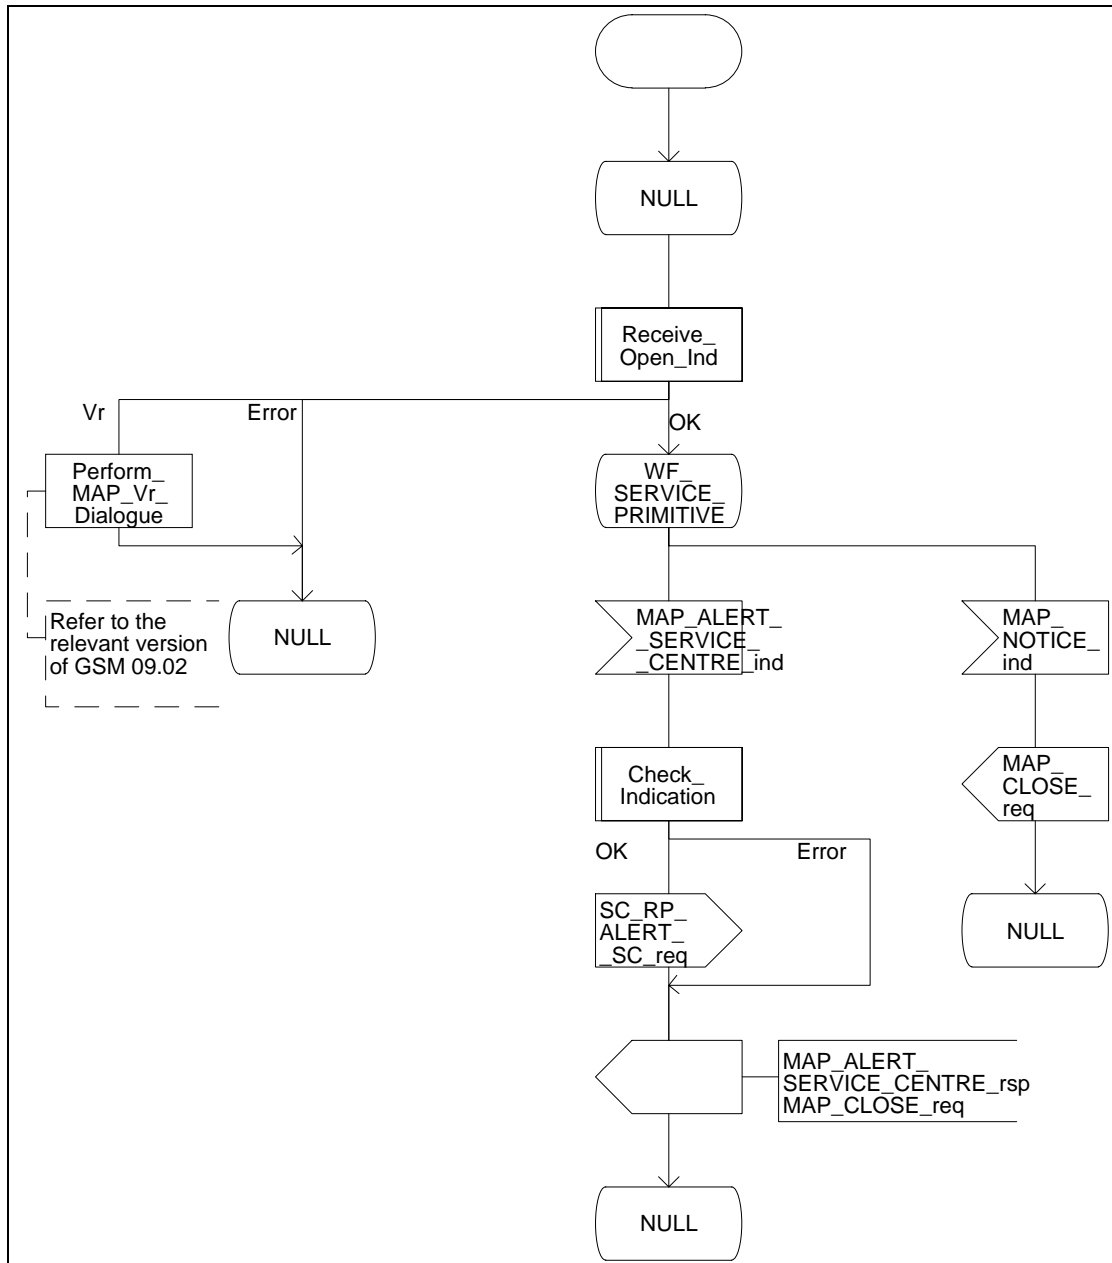 NULL
Receive_
Open_Ind
Vr
Error
OK
Perform_
MAP_Vr_
Dialogue
WF_
SERVICE_
PRIMITIVE
Refer to the
relevant version
of GSM 09.02
NULL
MAP_ALERT_
_SERVICE_
_CENTRE_ind
MAP_
NOTICE_
ind
Check_
Indication
MAP_
CLOSE_
req
OK
Error
SC_RP_
ALERT_
_SC_req
NULL
MAP_ALERT_
SERVICE_CENTRE_rsp
MAP_CLOSE_req
NULL